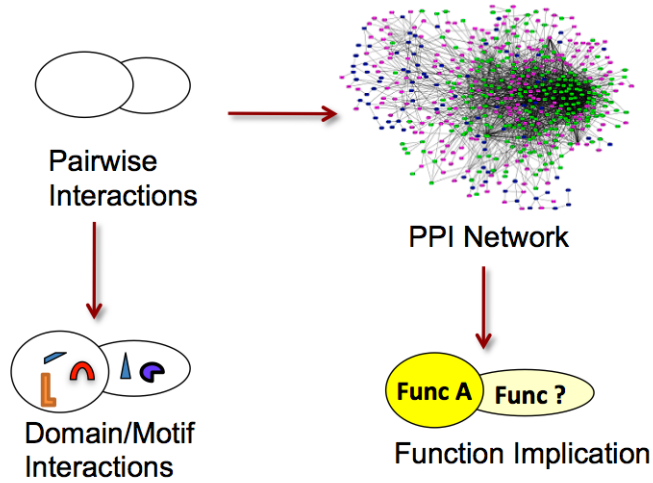 Pairwise
Interactions
PPI Network
Func A
Func ?
Domain/Motif
Interactions
Function Implication